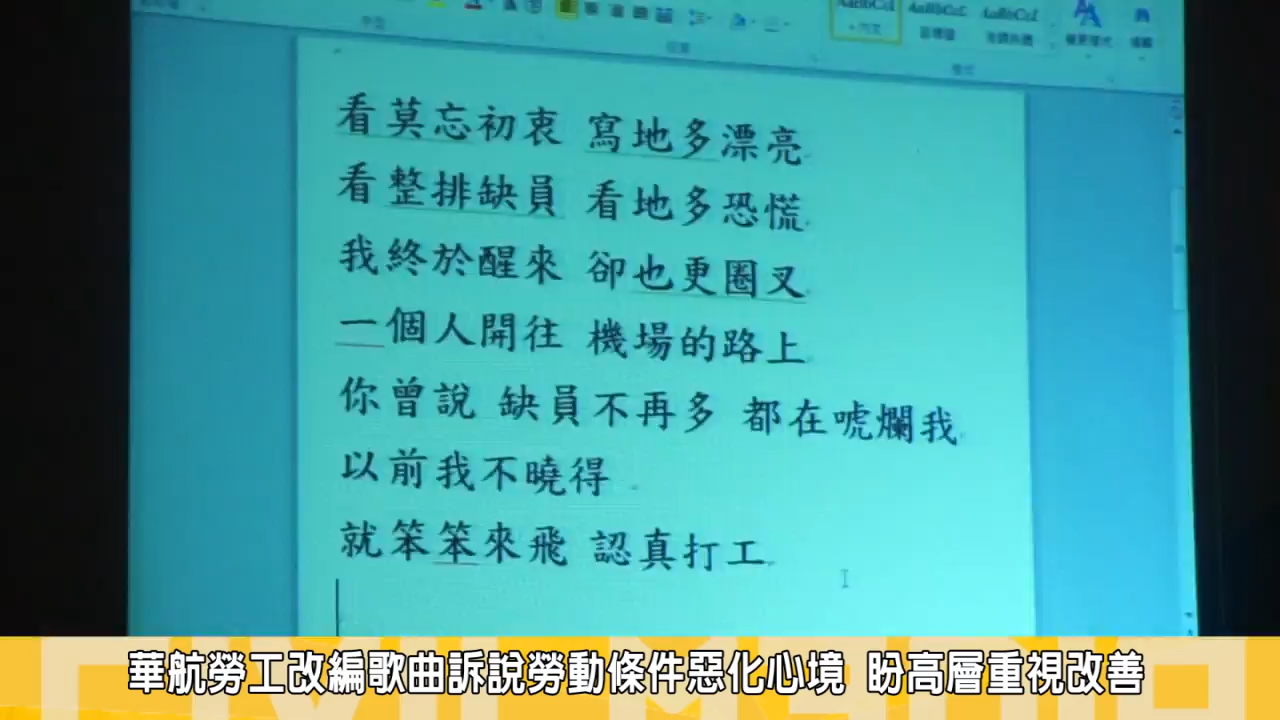 AaBbCcI AaBbCcI AaBbCcI
看莫忘初衷 寫地多漂亮
看整排缺員 看地多恐慌
我終於醒來 卻也更圈叉
一個人開往 機場的路上
你曾說 缺員不再多 都在唬爛我
以前我不曉得
就笨笨來飛 認真打工
華航勞工改編歌曲訴說勞動條件惡化心境 盼高層重視改善